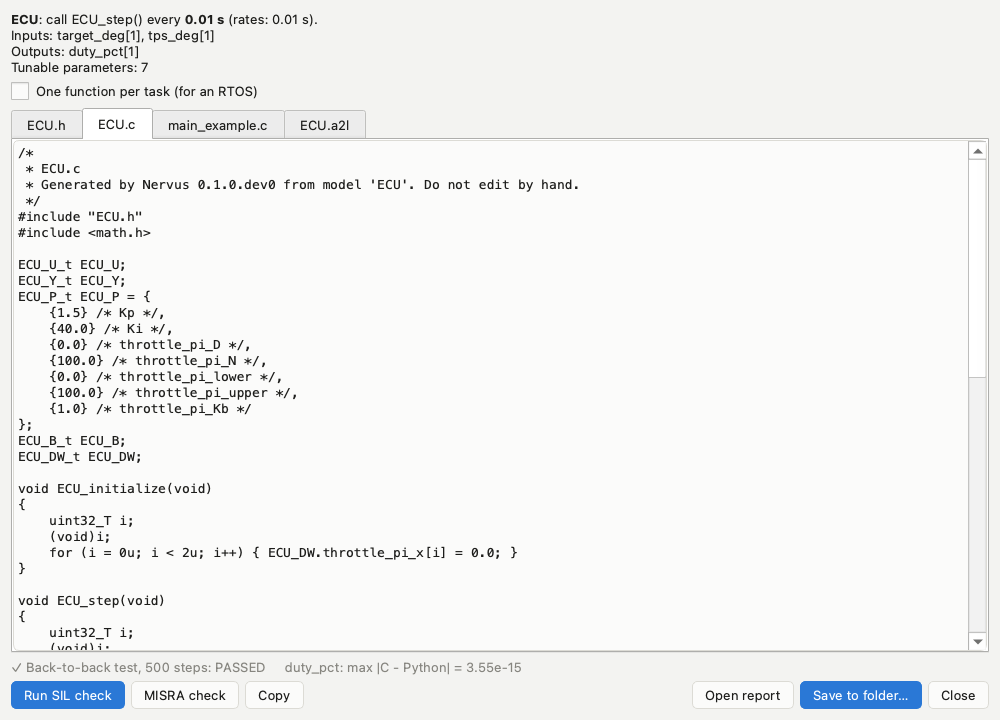 ECU: call ECU_step() every 0.01 s (rates: 0.01 s).
Inputs: target_deg[1], tps_deg[1]
Outputs: duty_pct[1]
Tunable parameters: 7
One function per task (for an RTOS)
ECU.h ECU.c main_example.c ECU.a2l
/*
 * ECU.c
 * Generated by Nervus 0.1.0.dev0 from model 'ECU'. Do not edit by hand.
 */
#include "ECU.h"
#include <math.h>

ECU_U_t ECU_U;
ECU_Y_t ECU_Y;
ECU_P_t ECU_P = {
    {1.5} /* Kp */,
    {40.0} /* Ki */,
    {0.0} /* throttle_pi_D */,
    {100.0} /* throttle_pi_N */,
    {0.0} /* throttle_pi_lower */,
    {100.0} /* throttle_pi_upper */,
    {1.0} /* throttle_pi_Kb */
};
ECU_B_t ECU_B;
ECU_DW_t ECU_DW;

void ECU_initialize(void)
{
    uint32_T i;
    (void)i;
    for (i = 0u; i < 2u; i++) { ECU_DW.throttle_pi_x[i] = 0.0; }
}

void ECU_step(void)
{
    uint32_T i;
    (void)i;
✓ Back-to-back test, 500 steps: PASSED duty_pct: max |C - Python| = 3.55e-15
Run SIL check MISRA check Copy Open report Save to folder... Close